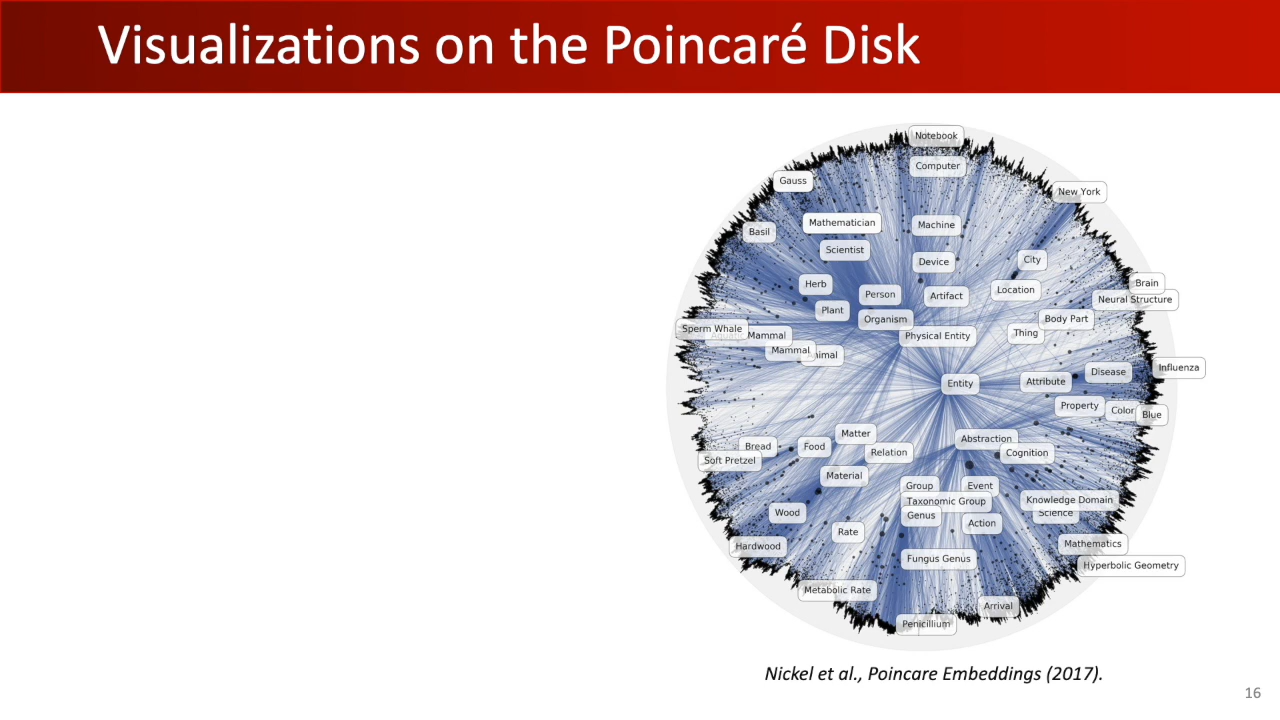 Visualizations on the Poincaré Disk
Notebook
Computer
Gauss
New York
Mathematician
Machine
Basil
Scientist
City
Device
Herb
Brain
Location
Person
Artifact
Neural Structure
Plant
Organism
Body Part
Sperm Whale
Thing
Mammal
Physical Entity
Mammal
Influenza
Disease
Entity
Attribute
Property
Color
Blue
Matter
Abstraction
Bread
Food
Relation
Cognition
Soft Pretzel
Material
Group
Event
Taxonomic Group
Knowledge Domain
Wood
Genus
Science
Action
Rate
Mathematics
Hardwood
Fungus Genus
Hyperbolic Geometry
Metabolic Rate
Arrival
Penicillium
Nickel et al., Poincare Embeddings (2017).
16